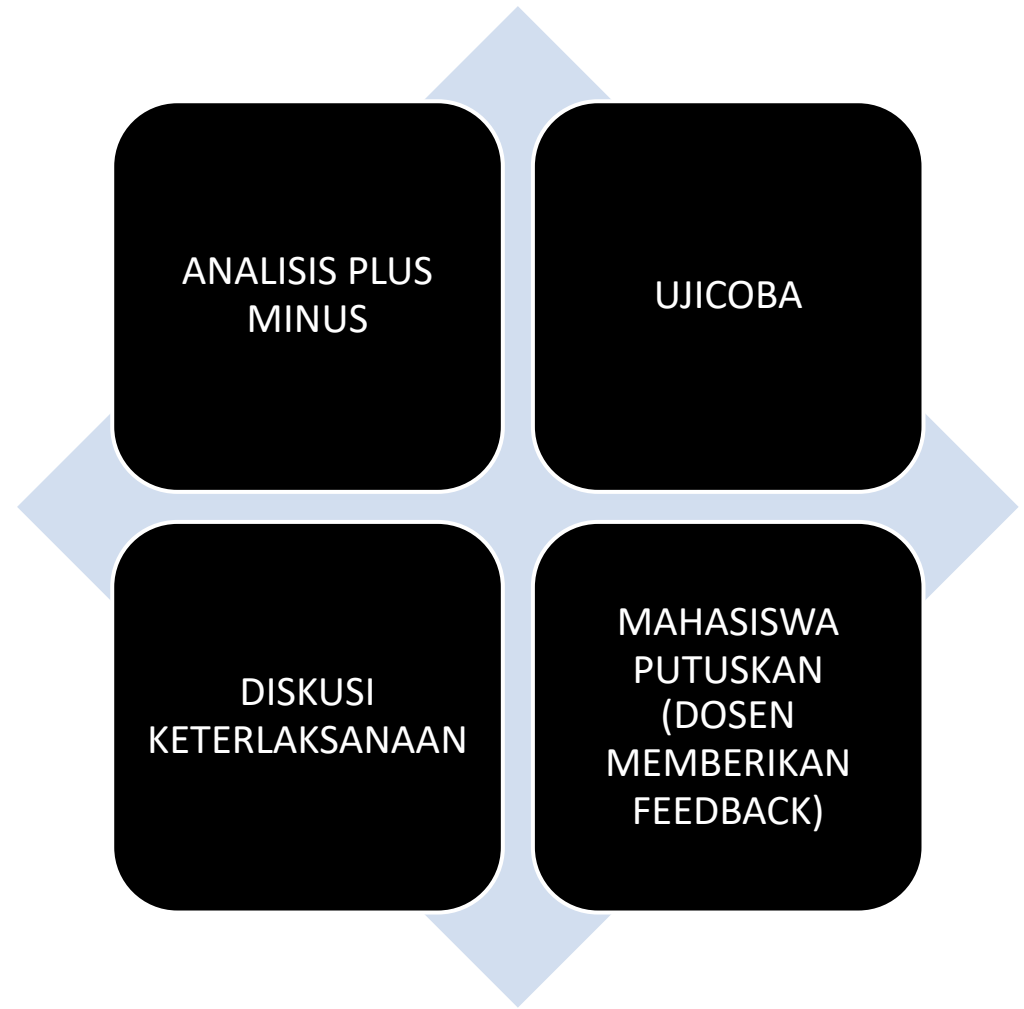 ANALISIS PLUS
MINUS
UJICOBA
DISKUSI
KETERLAKSANAAN
MAHASISWA
PUTUSKAN
(DOSEN
MEMBERIKAN
FEEDBACK)